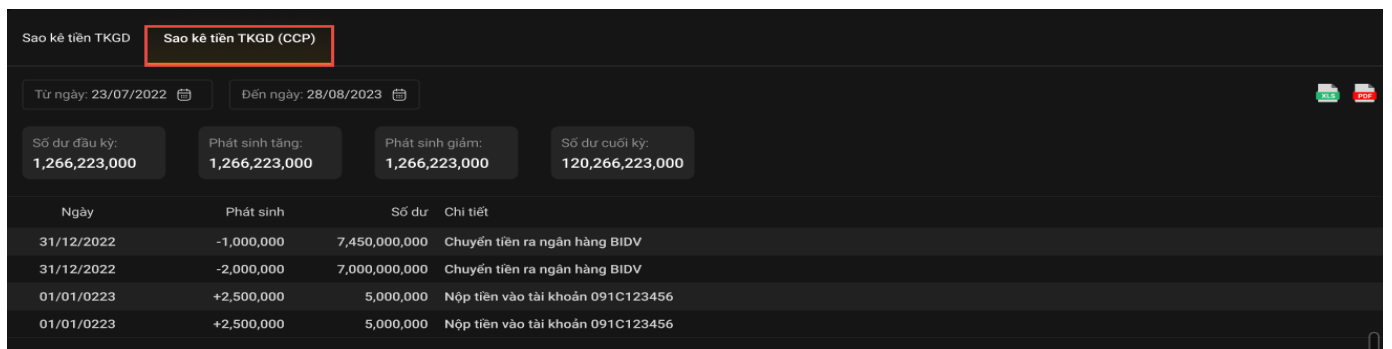 Sao kê tiền TKGD Sao kê tiền TKGD (CCP)
Từ ngày: 23/07/2022 Đến ngày: 28/08/2023 XLS PDF
Số dư đầu kỳ: Phát sinh tăng: Phát sinh giảm: Số dư cuối kỳ:
1,266,223,000 1,266,223,000 1,266,223,000 120,266,223,000
Ngày Phát sinh Số dư Chi tiết
31/12/2022 -1,000,000 7,450,000,000 Chuyển tiền ra ngân hàng BIDV
31/12/2022 -2,000,000 7,000,000,000 Chuyển tiền ra ngân hàng BIDV
01/01/0223 +2,500,000 5,000,000 Nộp tiền vào tài khoản 091C123456
01/01/0223 +2,500,000 5,000,000 Nộp tiền vào tài khoản 091C123456